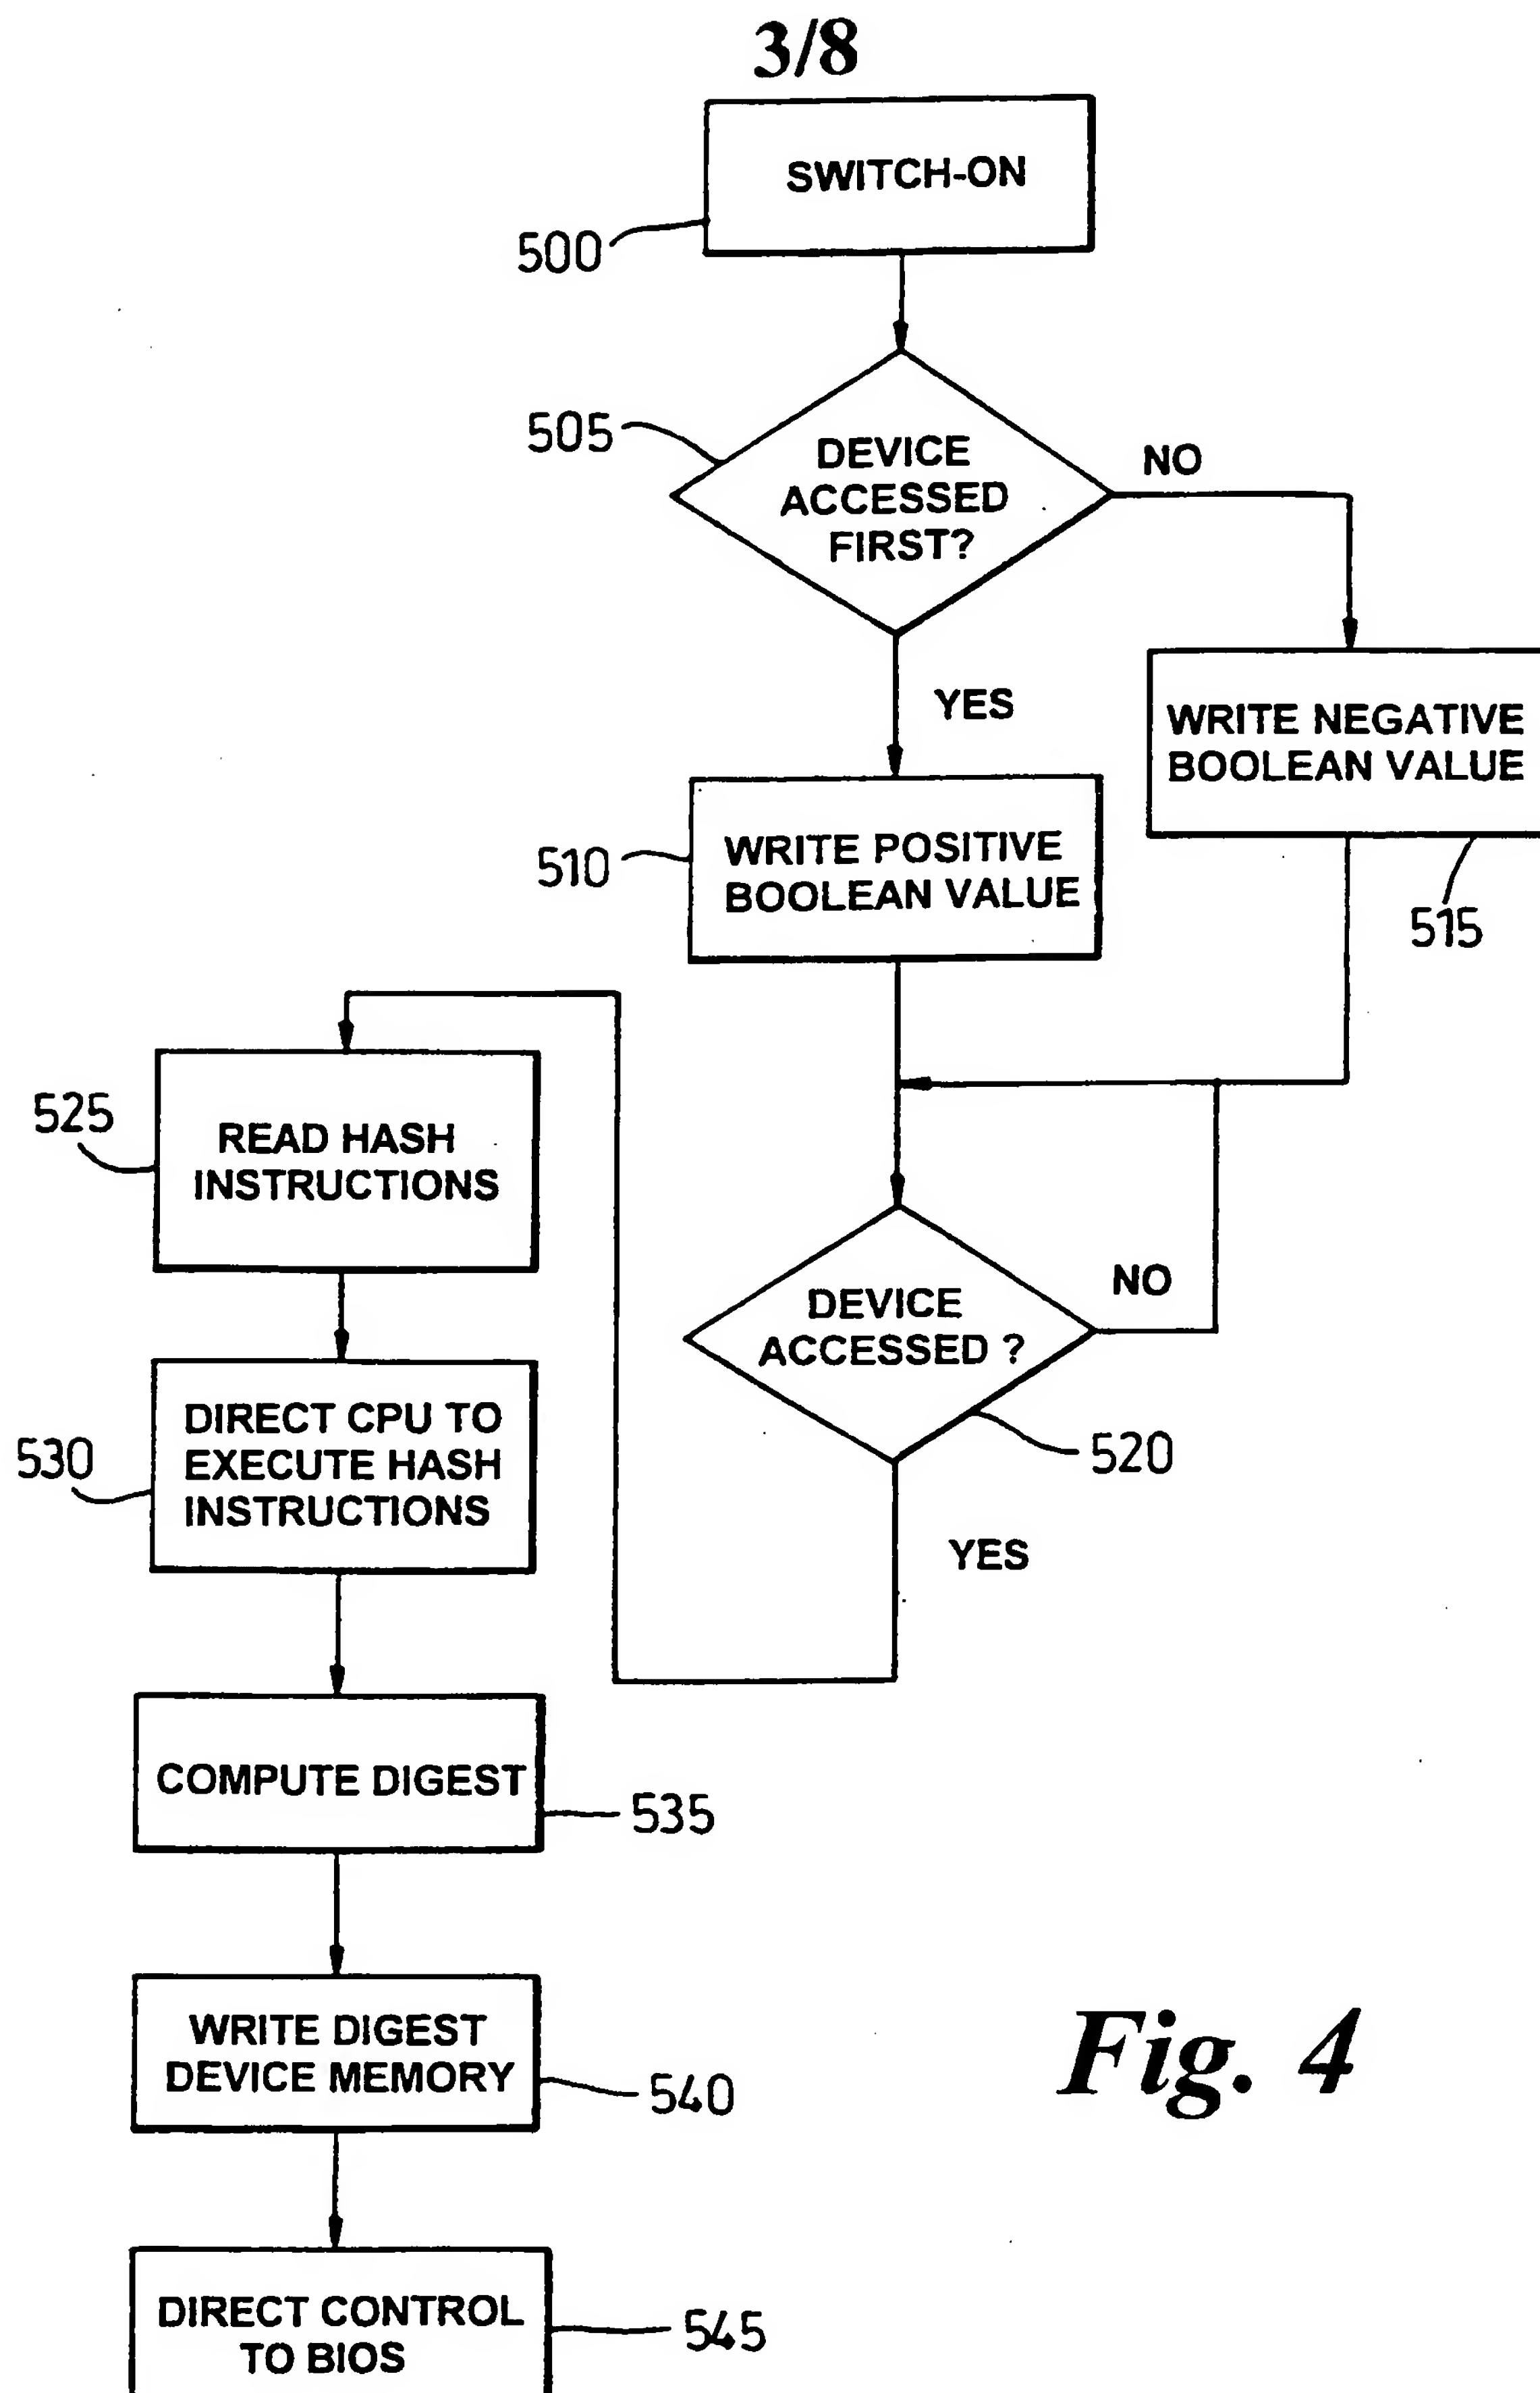 3/8
SWITCH-ON
500
505
DEVICE
ACCESSED
FIRST?
NO
YES
WRITE NEGATIVE
BOOLEAN VALUE
515
510
WRITE POSITIVE
BOOLEAN VALUE
525
READ HASH
INSTRUCTIONS
DEVICE
ACCESSED ?
NO
520
YES
530
DIRECT CPU TO
EXECUTE HASH
INSTRUCTIONS
COMPUTE DIGEST
535
WRITE DIGEST
DEVICE MEMORY
540
DIRECT CONTROL
TO BIOS
545
Fig. 4